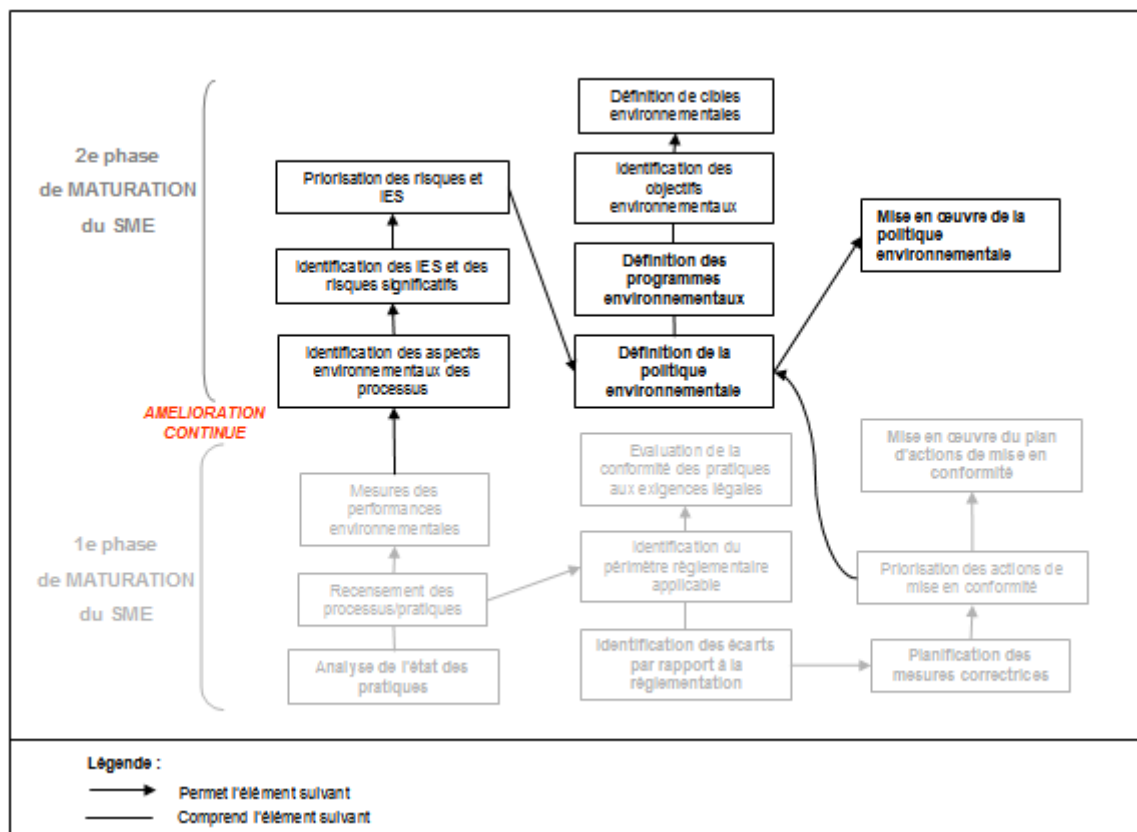 2e phase
de MATURATION
du SME
Définition de cibles
environnementales
Identification des
objectifs
environnementaux
Définition des
programmes
environnementaux
Définition de la
politique
environnementale
Priorisation des risques et
IES
Identification des IES et des
risques significatifs
Identification des aspects
environnementaux des
processus
Mise en œuvre de la
politique
environnementale
AMELIORATION
CONTINUE
1e phase
de MATURATION
du SME
Mesures des
performances
environnementales
Recensement des
processus/pratiques
Analyse de l'état des
pratiques
Evaluation de la
conformité des pratiques
aux exigences légales
Identification du
périmètre règlementaire
applicable
Identification des écarts
par rapport à la
règlementation
Mise en œuvre du plan
d'actions de mise en
conformité
Priorisation des actions de
mise en conformité
Planification des
mesures correctrices
Légende :
Permet l'élément suivant
Comprend l'élément suivant